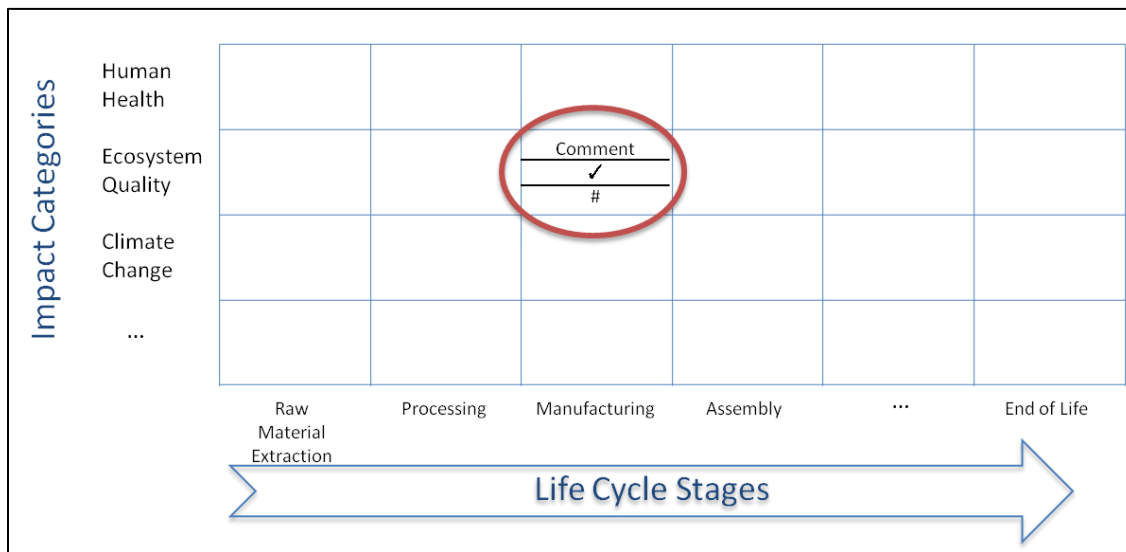 Impact Categories
Human
Health
Ecosystem
Quality
Climate
Change
...
Comment
✓
#
Raw
Material
Extraction
Processing
Manufacturing
Assembly
...
End of Life
Life Cycle Stages